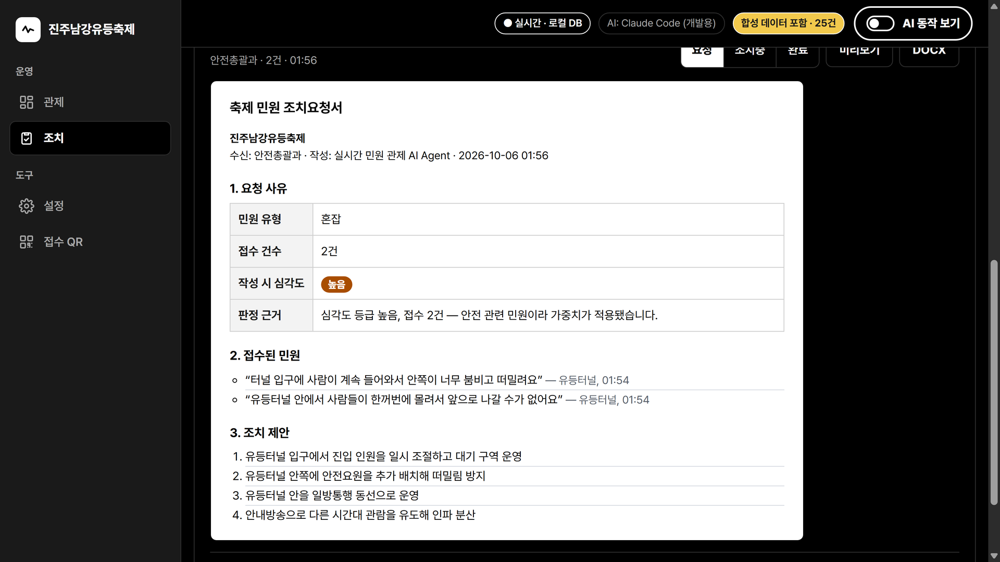 진주남강유등축제
운영
관제
조치
도구
설정
접수 QR
실시간 · 로컬 DB
AI: Claude Code (개발용)
합성 데이터 포함 · 25건
AI 동작 보기
안전총괄과 · 2건 · 01:56
요청
조치중
완료
미리보기
DOCX
축제 민원 조치요청서
진주남강유등축제
수신: 안전총괄과 · 작성: 실시간 민원 관제 AI Agent · 2026-10-06 01:56
1. 요청 사유
민원 유형 혼잡
접수 건수 2건
작성 시 심각도 높음
판정 근거 심각도 등급 높음, 접수 2건 — 안전 관련 민원이라 가중치가 적용됐습니다.
2. 접수된 민원
“터널 입구에 사람이 계속 들어와서 안쪽이 너무 붐비고 떠밀려요” — 유등터널, 01:54
“유등터널 안에서 사람들이 한꺼번에 몰려서 앞으로 나갈 수가 없어요” — 유등터널, 01:54
3. 조치 제안
1. 유등터널 입구에서 진입 인원을 일시 조절하고 대기 구역 운영
2. 유등터널 안쪽에 안전요원을 추가 배치해 떠밀림 방지
3. 유등터널 안을 일방통행 동선으로 운영
4. 안내방송으로 다른 시간대 관람을 유도해 인파 분산